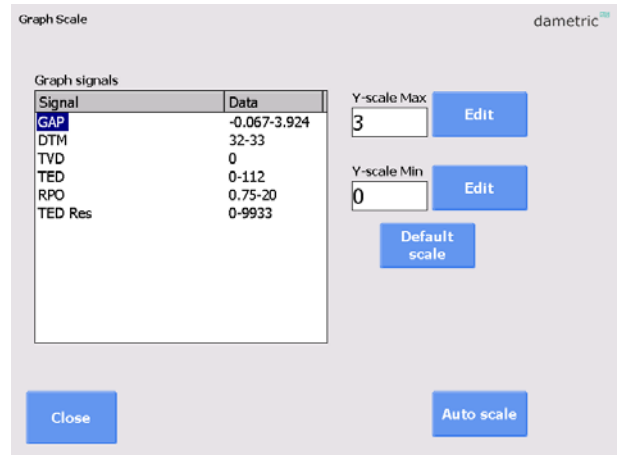 Graph Scale
dametric
Graph signals
Signal Data
GAP -0.067-3.924
DTM 32-33
TVD 0
TED 0-112
RPO 0.75-20
TED Res 0-9933
Y-scale Max
3
Edit
Y-scale Min
0
Edit
Default
scale
Close
Auto scale